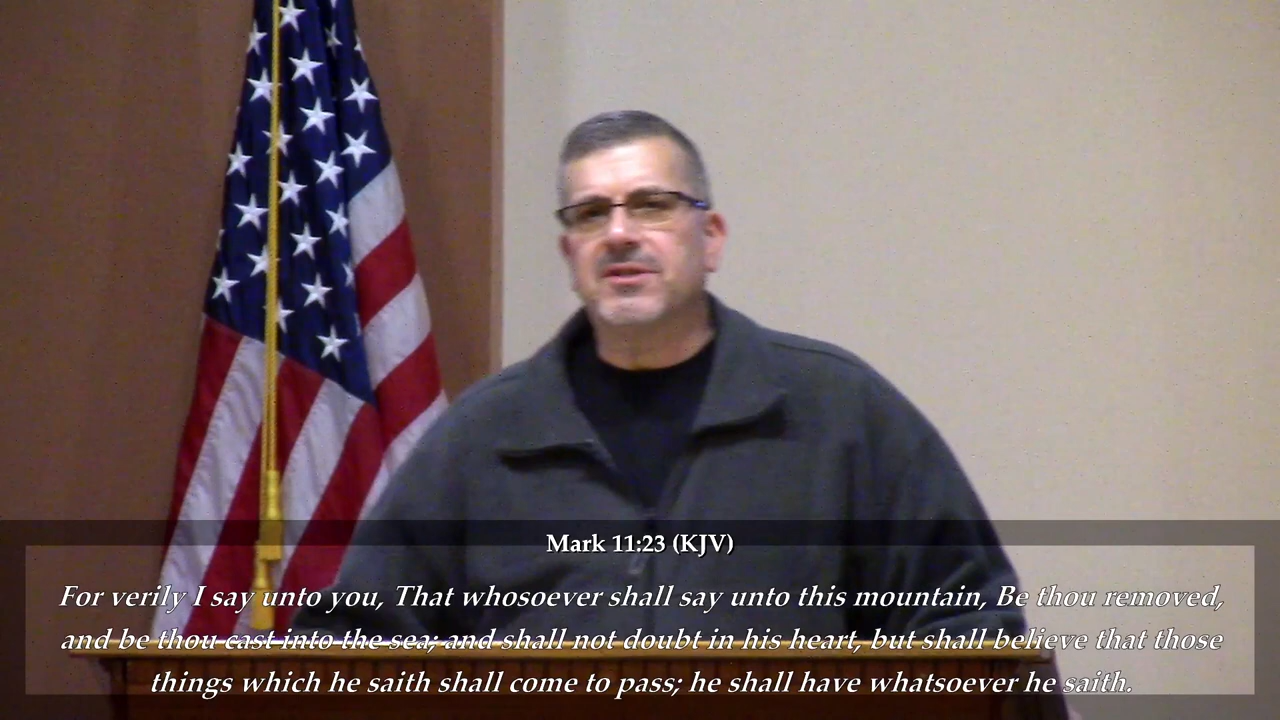 Mark 11:23 (KJV)
For verily I say unto you, That whosoever shall say unto this mountain, Be thou removed,
and be thou cast into the sea; and shall not doubt in his heart, but shall believe that those
things which he saith shall come to pass; he shall have whatsoever he saith.